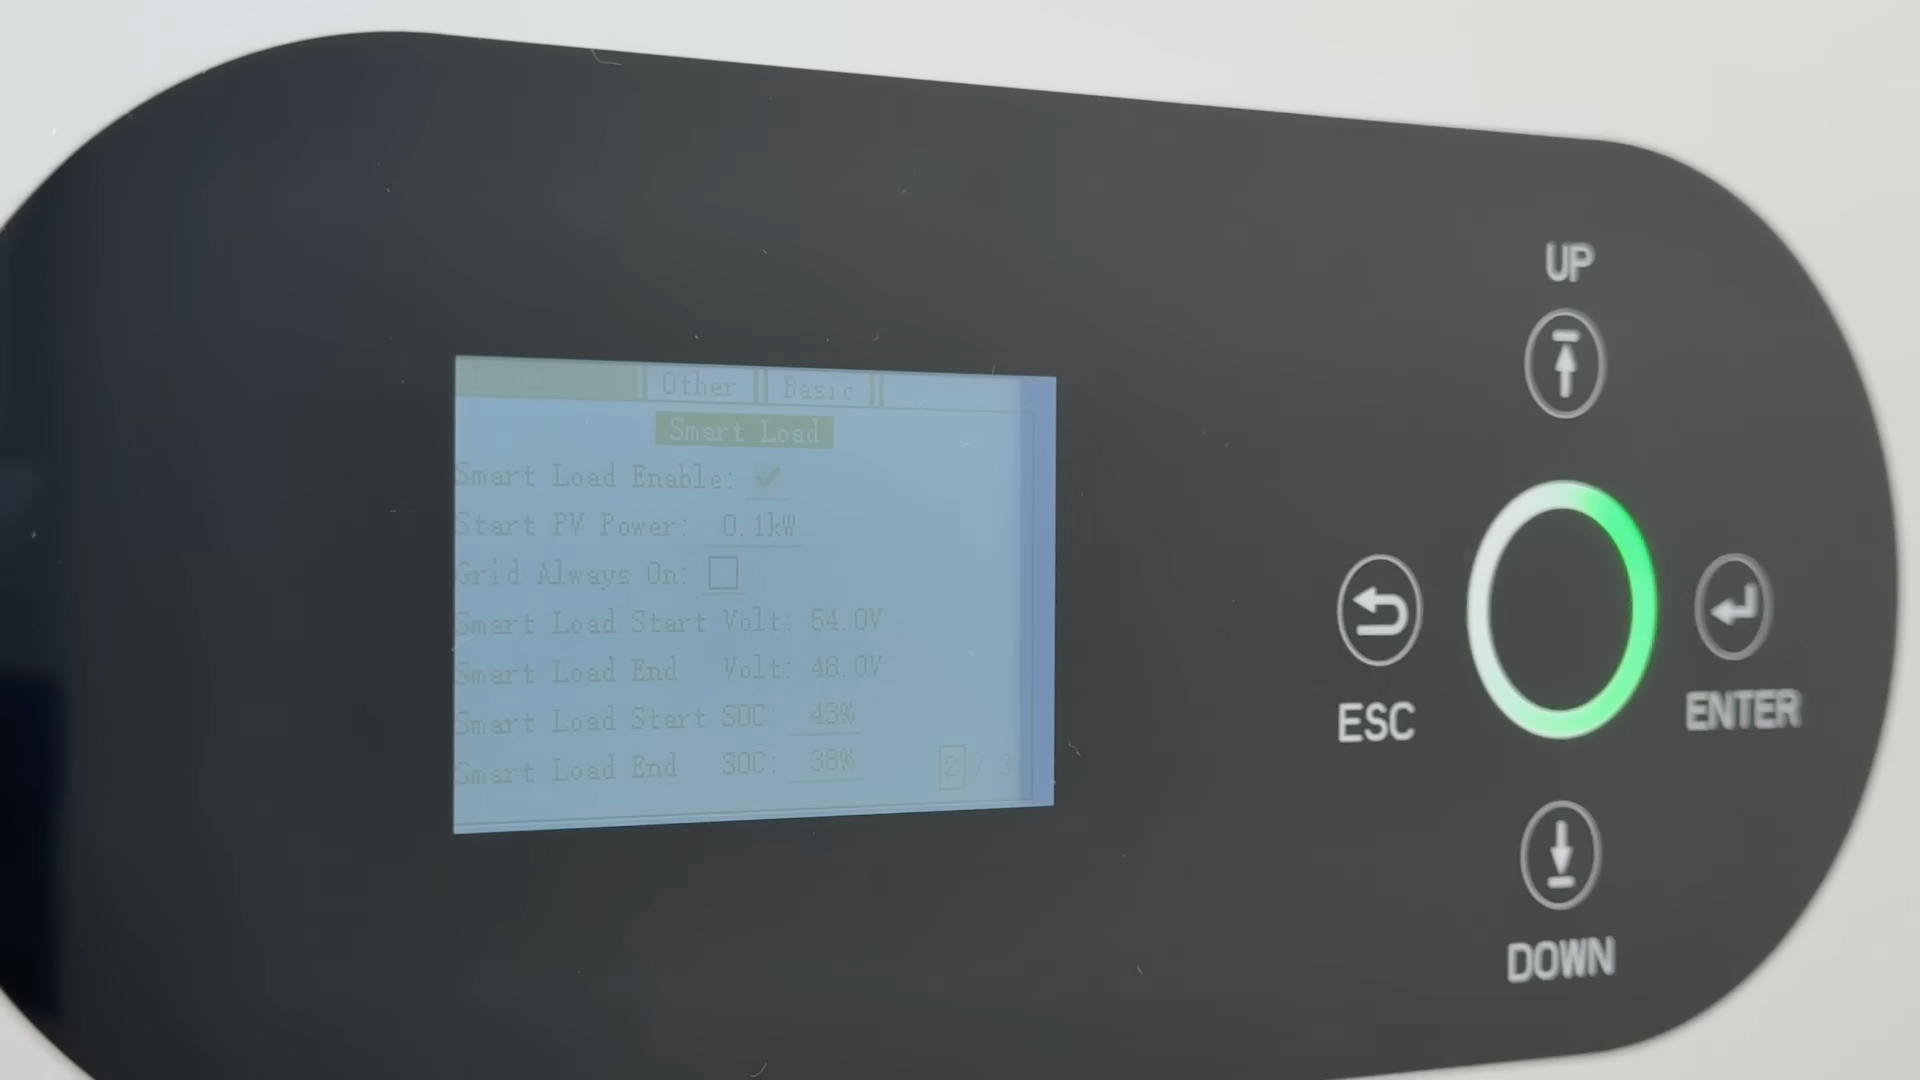 Other Basic
Smart Load
Smart Load Enable:
Start PV Power: 0.1kW
Grid Always On:
Smart Load Start Volt: 54.0V
Smart Load End Volt: 48.0V
Smart Load Start SOC: 43%
Smart Load End SOC: 38%
2 / 3
UP
ESC
ENTER
DOWN